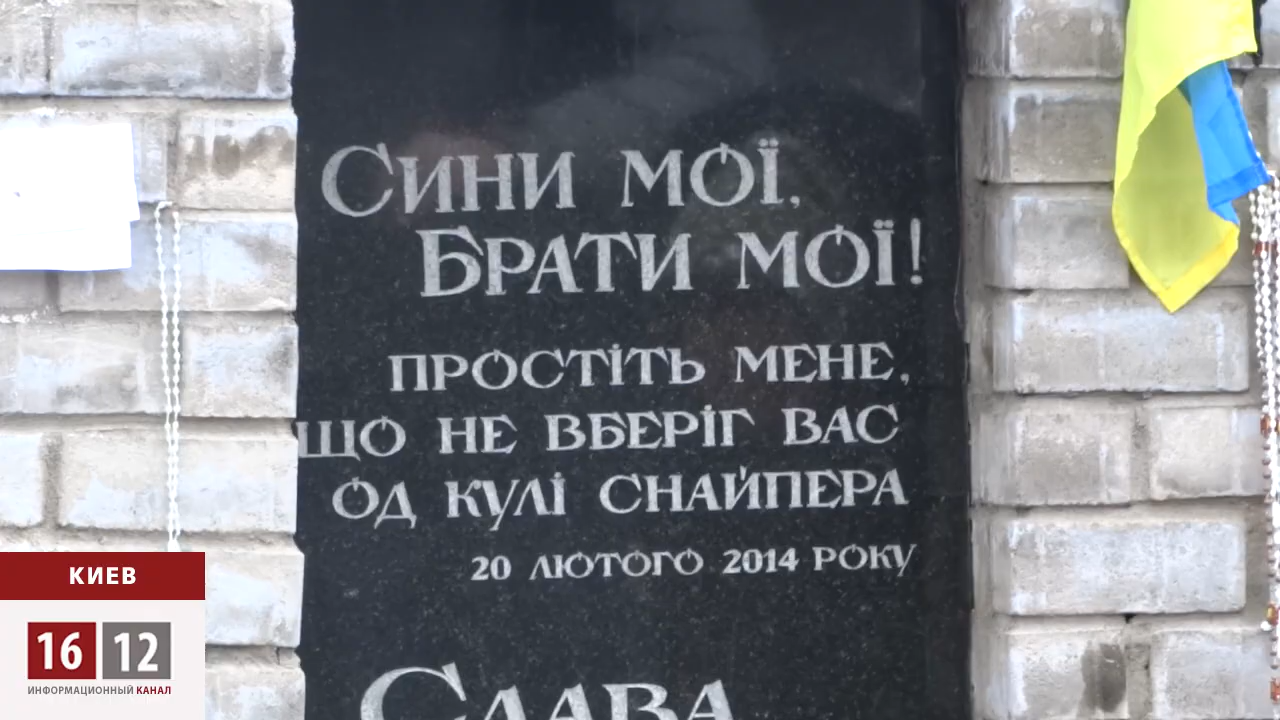 Сини мої,
Брати мої!
простіть мене,
що не вберіг вас
од кулі снайпера
20 лютого 2014 року
Слава
КИЕВ
16 12
ИНФОРМАЦИОННЫЙ КАНАЛ